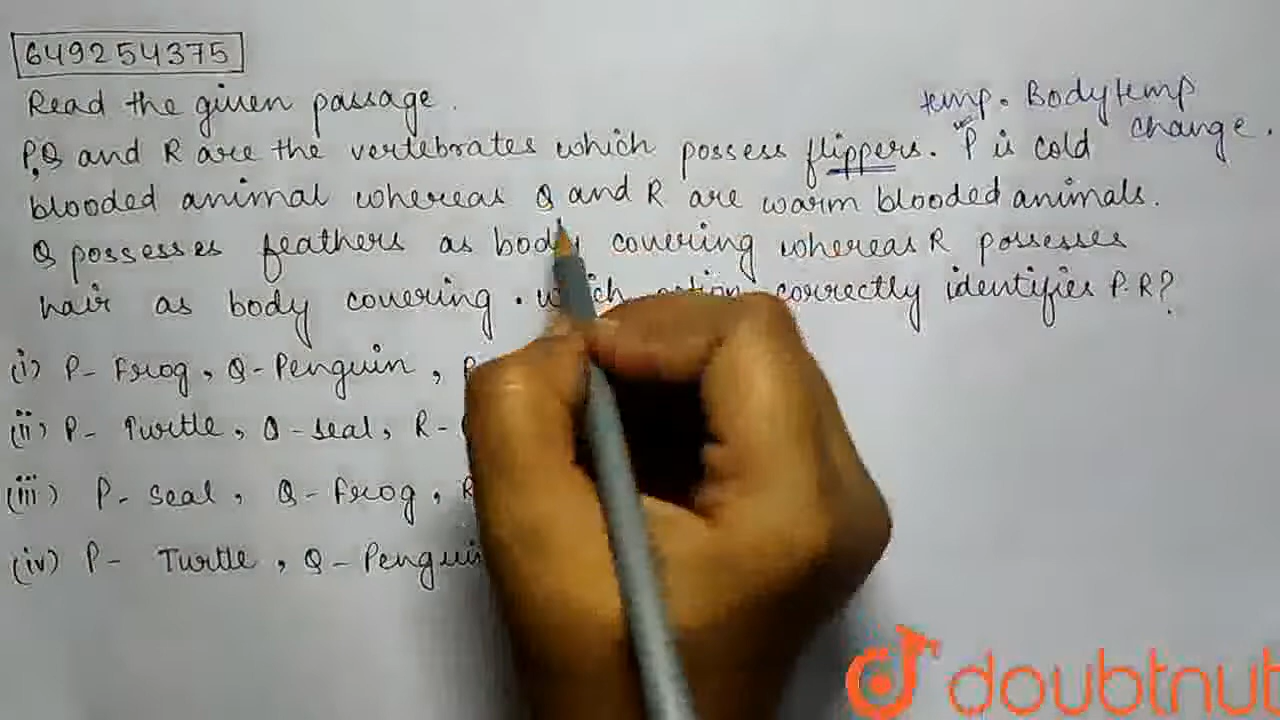 649254375
Read the given passage.
temp. Body temp
change.
P,Q and R are the vertebrates which possess flippers. P is cold
blooded animal whereas Q and R are warm blooded animals.
Q possesses feathers as body covering whereas R possesses
hair as body covering. correctly identifies P-R?
(i) P- Frog, Q-Penguin,
(ii) P- Turtle, Q-seal, R-
(iii) P- seal, Q- Frog,
(iv) P- Turtle, Q-Penguin
doubtnut